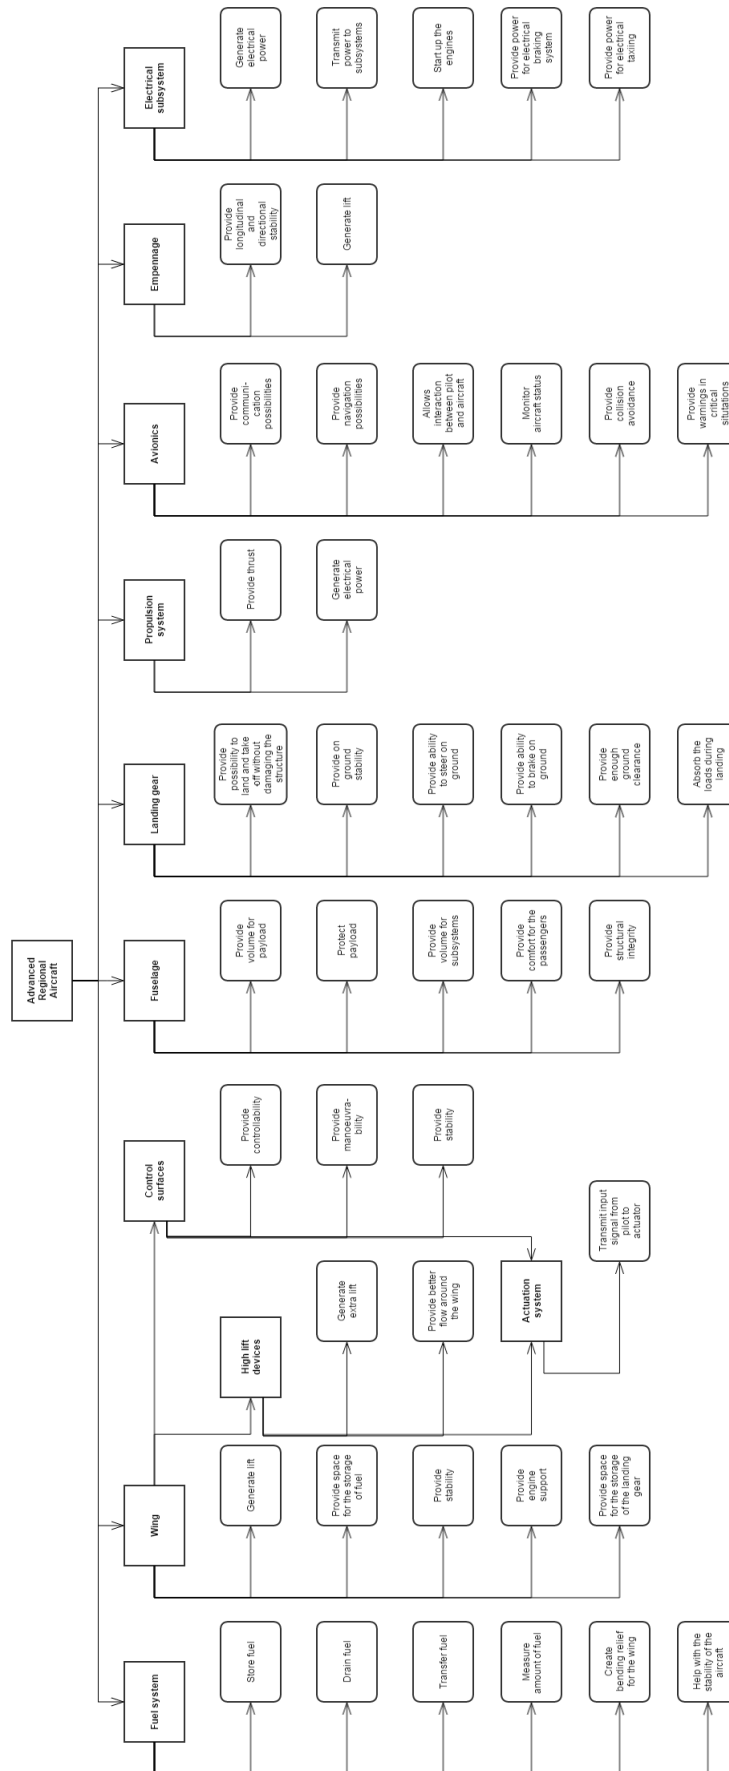 Advanced
Regional
Aircraft
Fuel system
Store fuel
Drain fuel
Transfer fuel
Measure
amount of fuel
Create
bending relief
for the wing
Help with the
stability of the
aircraft
Wing
Generate lift
Provide space
for the storage
of fuel
Provide
stability
Provide
engine
support
Provide space
for the storage
of the landing
gear
High lift
devices
Generate
extra lift
Provide better
flow around
the wing
Actuation
system
Transmit input
signal from
pilot to
actuator
Control
surfaces
Provide
controllability
Provide
manoeuvra-
bility
Provide
stability
Fuselage
Provide
volume for
payload
Protect
payload
Provide
volume for
subsystems
Provide
comfort for the
passengers
Provide
structural
integrity
Landing gear
Provide
possibility to
land and take
off without
damaging the
structure
Provide on
ground
stability
Provide ability
to steer on
ground
Provide ability
to brake on
ground
Provide
enough
ground
clearance
Absorb the
loads during
landing
Propulsion
system
Provide thrust
Generate
electrical
power
Avionics
Provide
communi-
cation
possibilities
Provide
navigation
possibilities
Allows
interaction
between pilot
and aircraft
Monitor
aircraft status
Provide
collision
avoidance
Provide
warnings in
critical
situtations
Empennage
Provide
longitudinal
and
directional
stability
Generate lift
Electrical
subsystem
Generate
electrical
power
Transmit
power to
subsystems
Start up the
engines
Provide power
for electrical
braking
system
Provide power
for electrical
taxiing